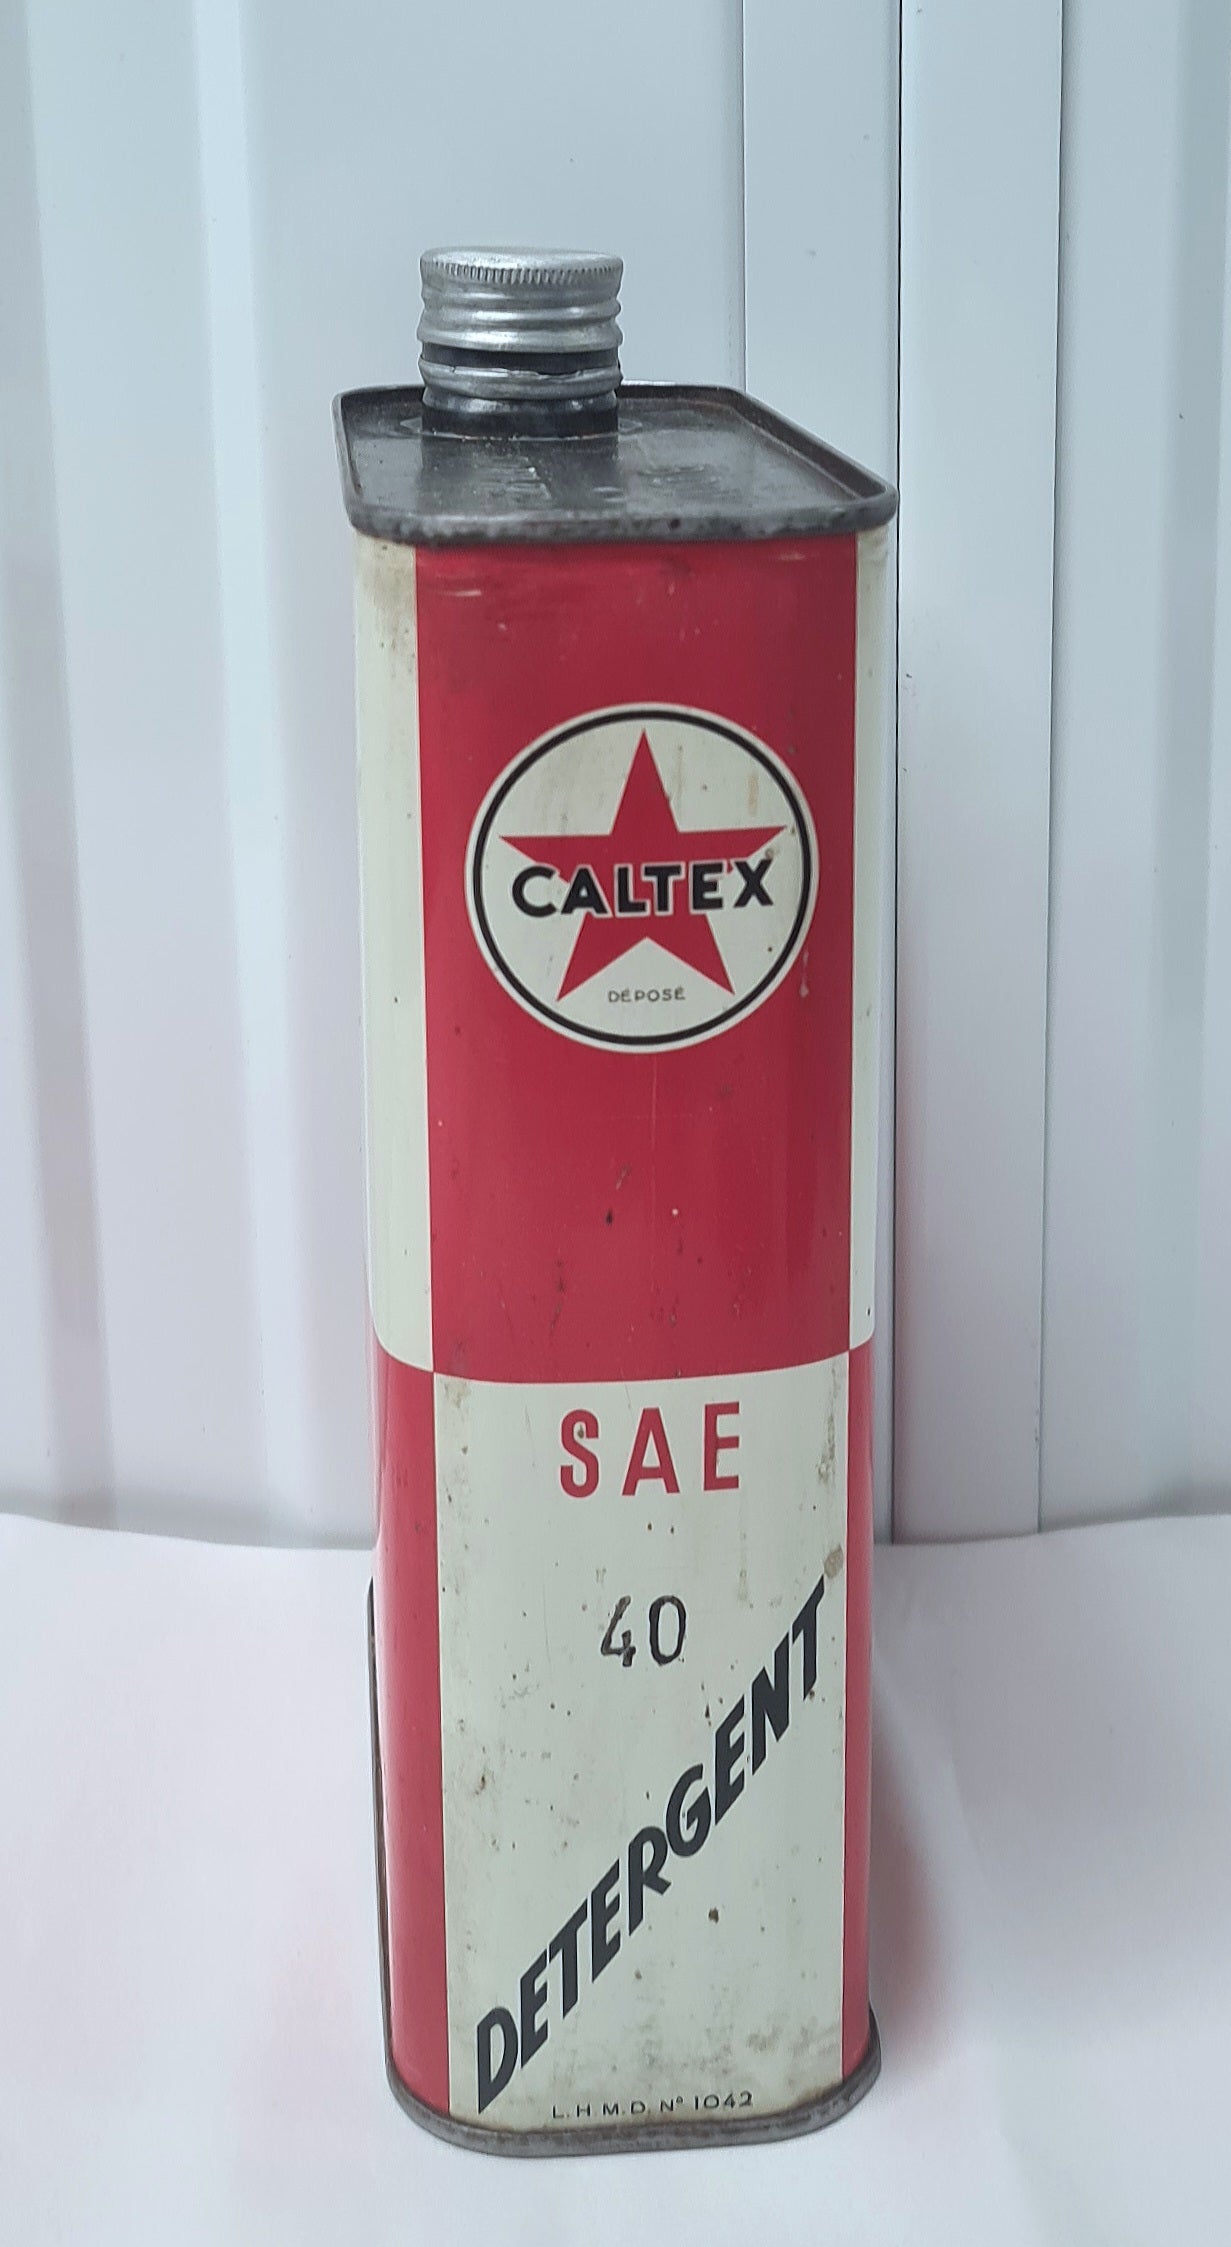 CALTEX
DÉPOSÉ
SAE
40
DETERGENT
L.H.M.D. Nº 1042